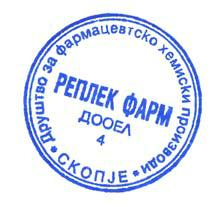 Друштво за фармацевтско хемиски производи
РЕПЛЕК ФАРМ
ДООЕЛ
4
СКОПЈЕ